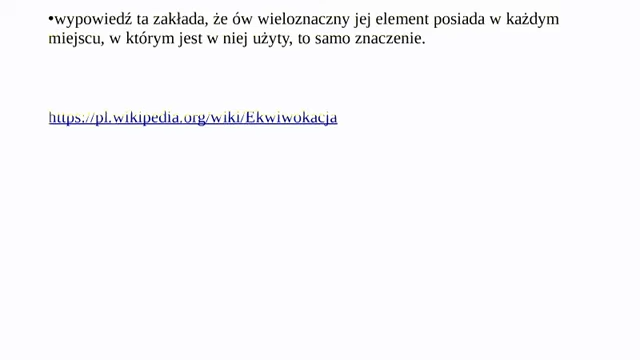 •wypowiedź ta zakłada, że ów wieloznaczny jej element posiada w każdym
miejscu, w którym jest w niej użyty, to samo znaczenie.
https://pl.wikipedia.org/wiki/Ekwiwokacja